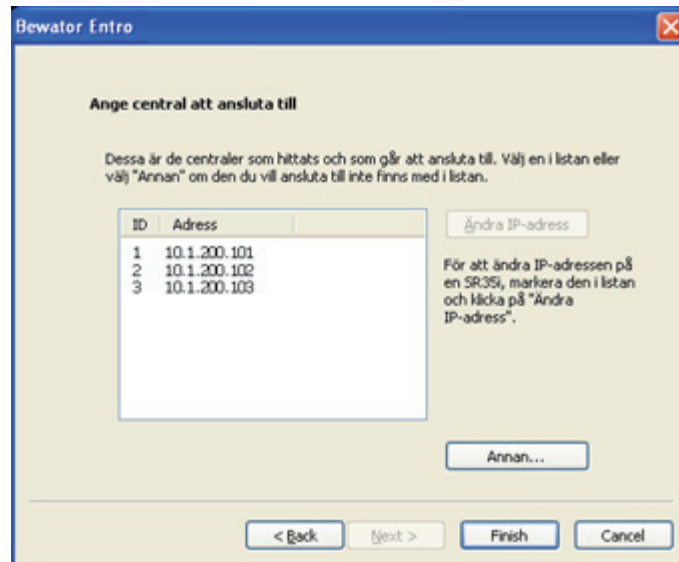 Bewator Entro
Ange central att ansluta till
Dessa är de centraler som hittats och som går att ansluta till. Välj en i listan eller
välj "Annan" om den du vill ansluta till inte finns med i listan.
ID Adress
1 10.1.200.101
2 10.1.200.102
3 10.1.200.103
Ändra IP-adress
För att ändra IP-adressen på
en SR35i, markera den i listan
och klicka på "Ändra
IP-adress".
Annan...
< Back Next > Finish Cancel